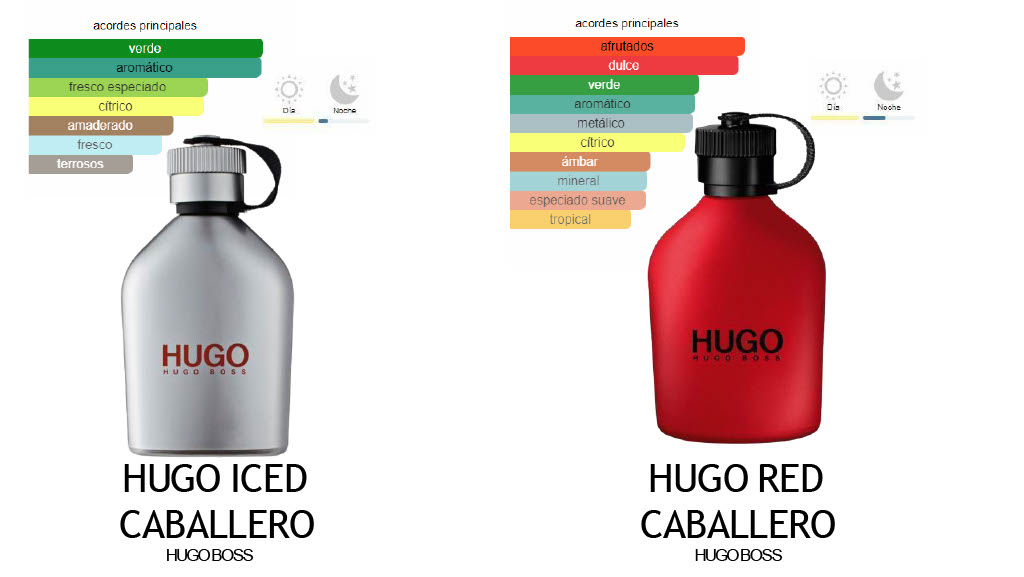 acordes principales
verde
aromático
fresco especiado
cítrico
amaderado
fresco
terrosos
Día
Noche
HUGO
HUGO BOSS
HUGO ICED
CABALLERO
HUGO BOSS
acordes principales
afrutados
dulce
verde
aromático
metálico
cítrico
ámbar
mineral
especiado suave
tropical
Día
Noche
HUGO
HUGO BOSS
HUGO RED
CABALLERO
HUGO BOSS